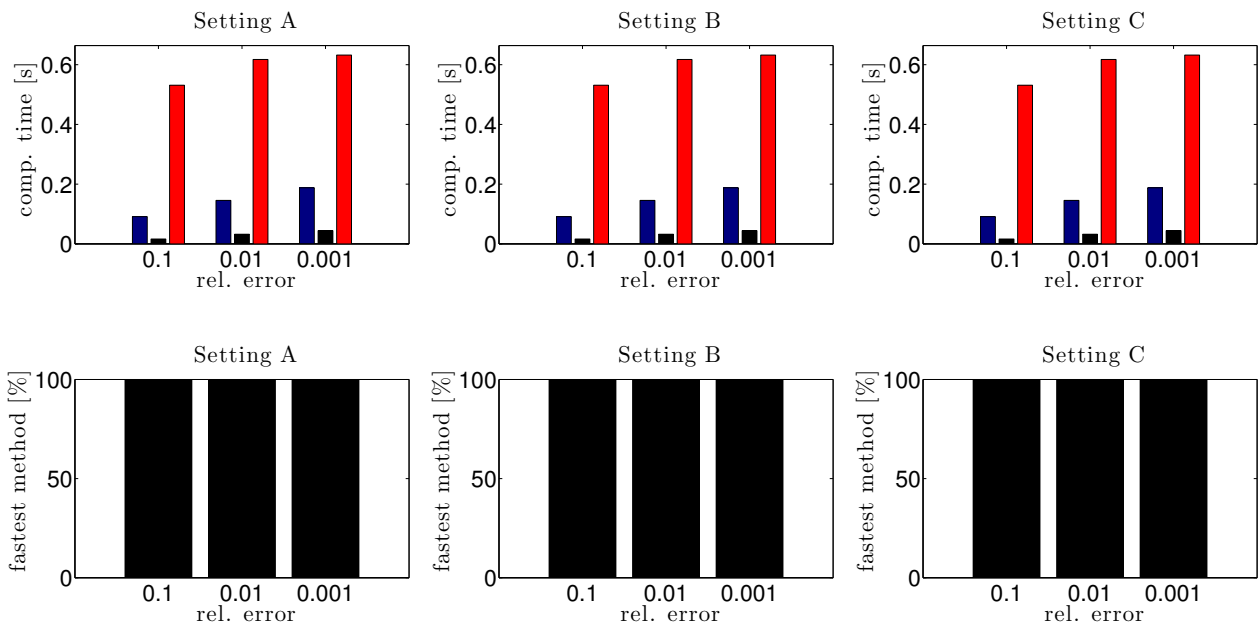 Setting A
Setting B
Setting C
comp. time [s]
0.6
0.4
0.2
0
0.1 0.01 0.001
rel. error
comp. time [s]
0.6
0.4
0.2
0
0.1 0.01 0.001
rel. error
comp. time [s]
0.6
0.4
0.2
0
0.1 0.01 0.001
rel. error
Setting A
Setting B
Setting C
fastest method [%]
100
50
0
0.1 0.01 0.001
rel. error
fastest method [%]
100
50
0
0.1 0.01 0.001
rel. error
fastest method [%]
100
50
0
0.1 0.01 0.001
rel. error